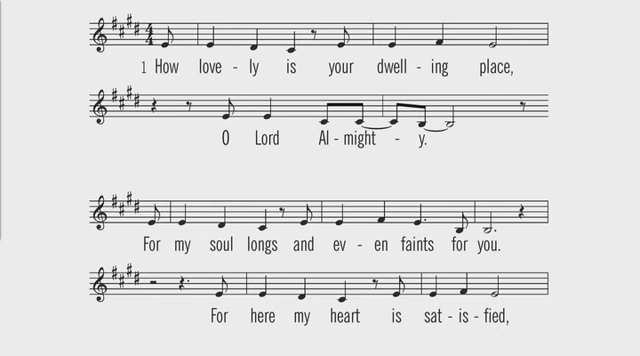 1 How love - ly is your dwell - ing place,
O Lord Al - might - y.
For my soul longs and ev - en faints for you.
For here my heart is sat - is - fied,